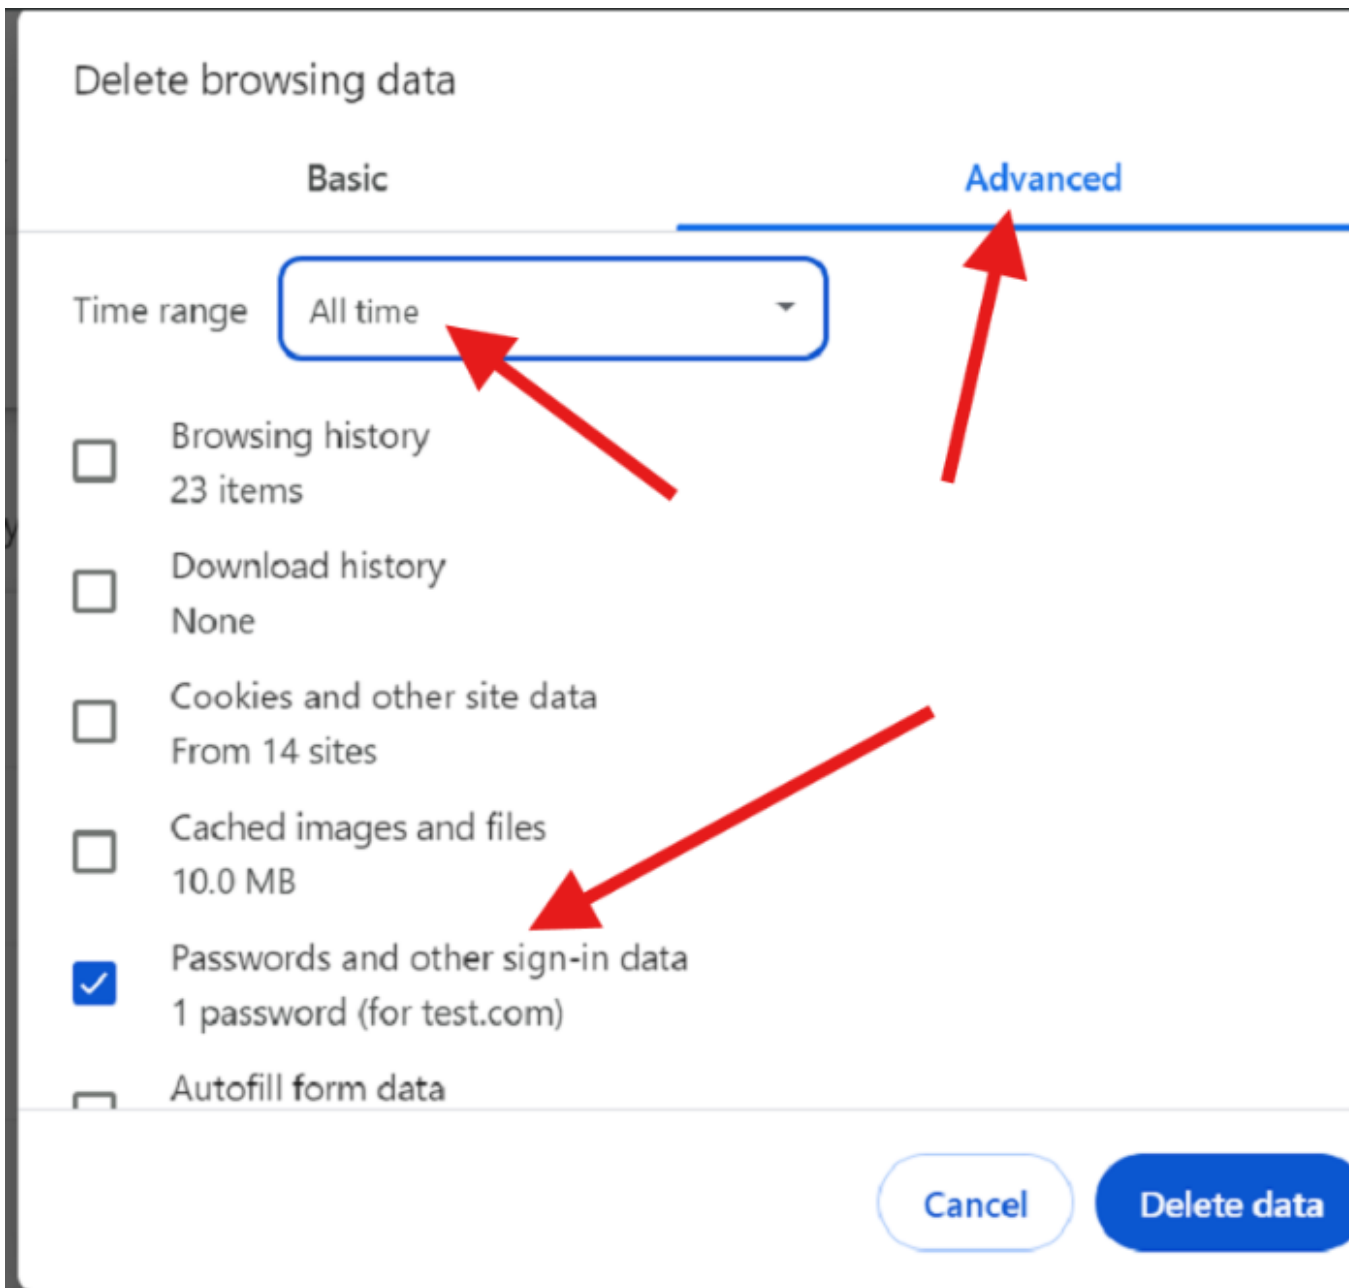 Delete browsing data
Basic
Advanced
Time range
All time
Browsing history
23 items
Download history
None
Cookies and other site data
From 14 sites
Cached images and files
10.0 MB
Passwords and other sign-in data
1 password (for test.com)
Autofill form data
Cancel
Delete data